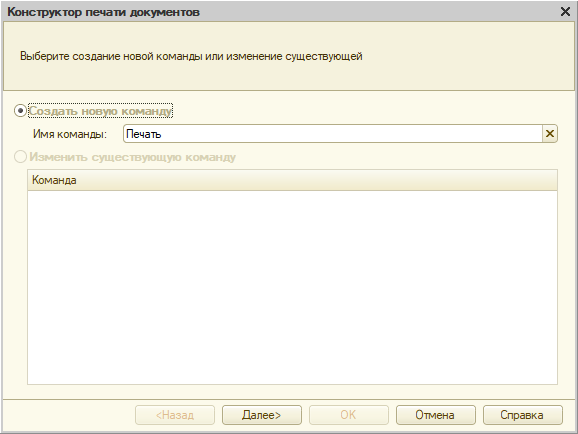 Конструктор печати документов
Выберите создание новой команды или изменение существующей
Создать новую команду
Имя команды: Печать
Изменить существующую команду
Команда
<Назад Далее> OK Отмена Справка